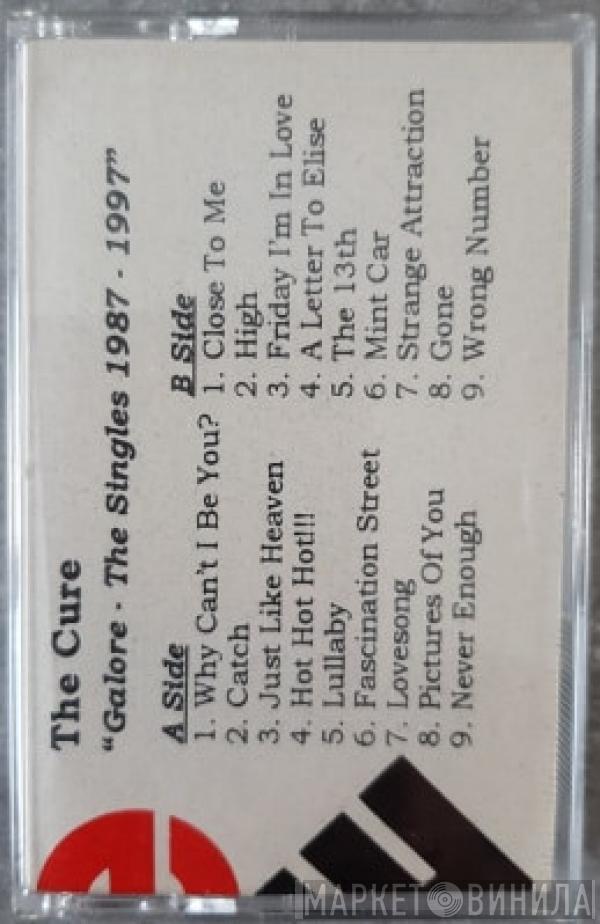 The Cure
"Galore - The Singles 1987 - 1997"
A Side
1. Why Can't I Be You?
2. Catch
3. Just Like Heaven
4. Hot Hot Hot!!!
5. Lullaby
6. Fascination Street
7. Lovesong
8. Pictures Of You
9. Never Enough
B Side
1. Close To Me
2. High
3. Friday I'm In Love
4. A Letter To Elise
5. The 13th
6. Mint Car
7. Strange Attraction
8. Gone
9. Wrong Number
МАРКЕТ ВИНИЛА